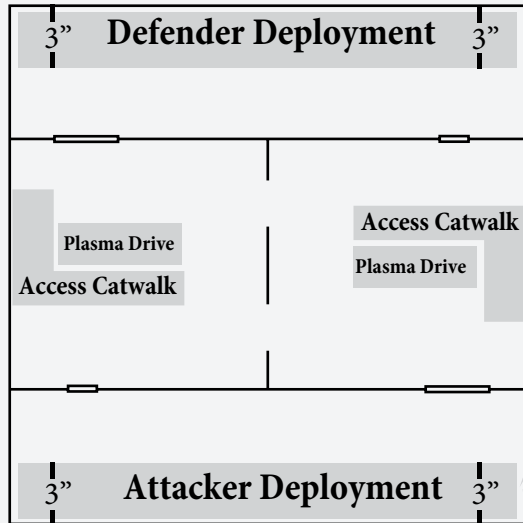 3” Defender Deployment 3”
Access Catwalk
Plasma Drive
Plasma Drive
Access Catwalk
3” Attacker Deployment 3”